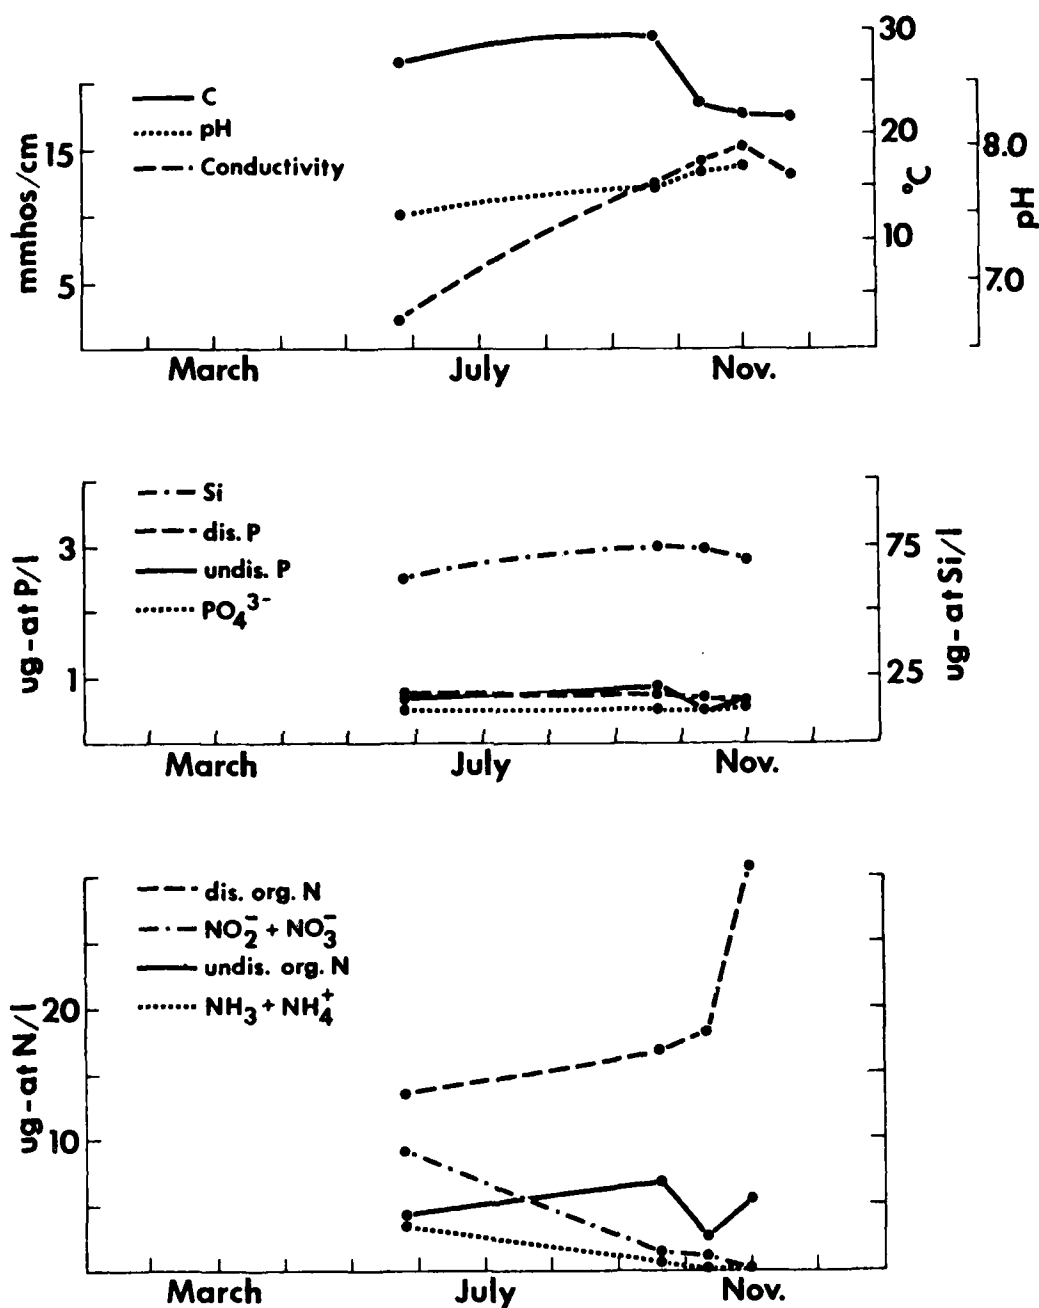 30
C
pH
Conductivity
20
15
8.0
mmhos/cm
°C
pH
10
5
7.0
March
July
Nov.
Si
dis. P
undis. P
PO₄³⁻
3
75
ug-at P/l
ug-at Si/l
1
25
March
July
Nov.
dis. org. N
NO₂⁻ + NO₃⁻
undis. org. N
NH₃ + NH₄⁺
20
ug-at N/l
10
March
July
Nov.